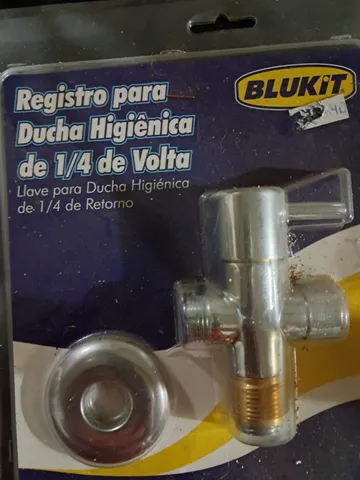 BLUKIT
Registro para
Ducha Higiênica
de 1/4 de Volta
Llave para Ducha Higiénica
de 1/4 de Retorno